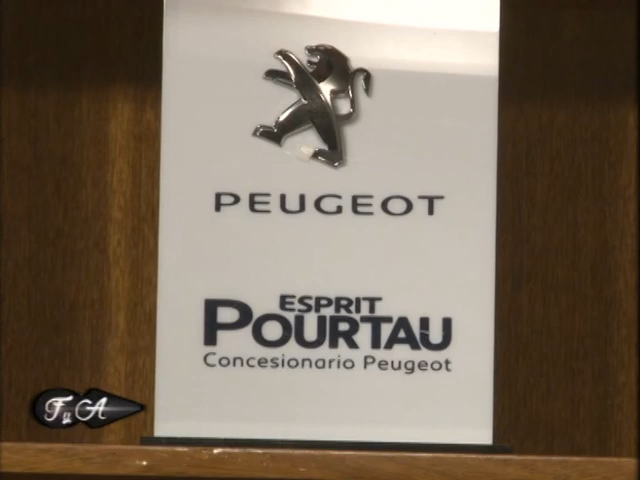 PEUGEOT
ESPRIT
POURTAU
Concesionario Peugeot
F y A